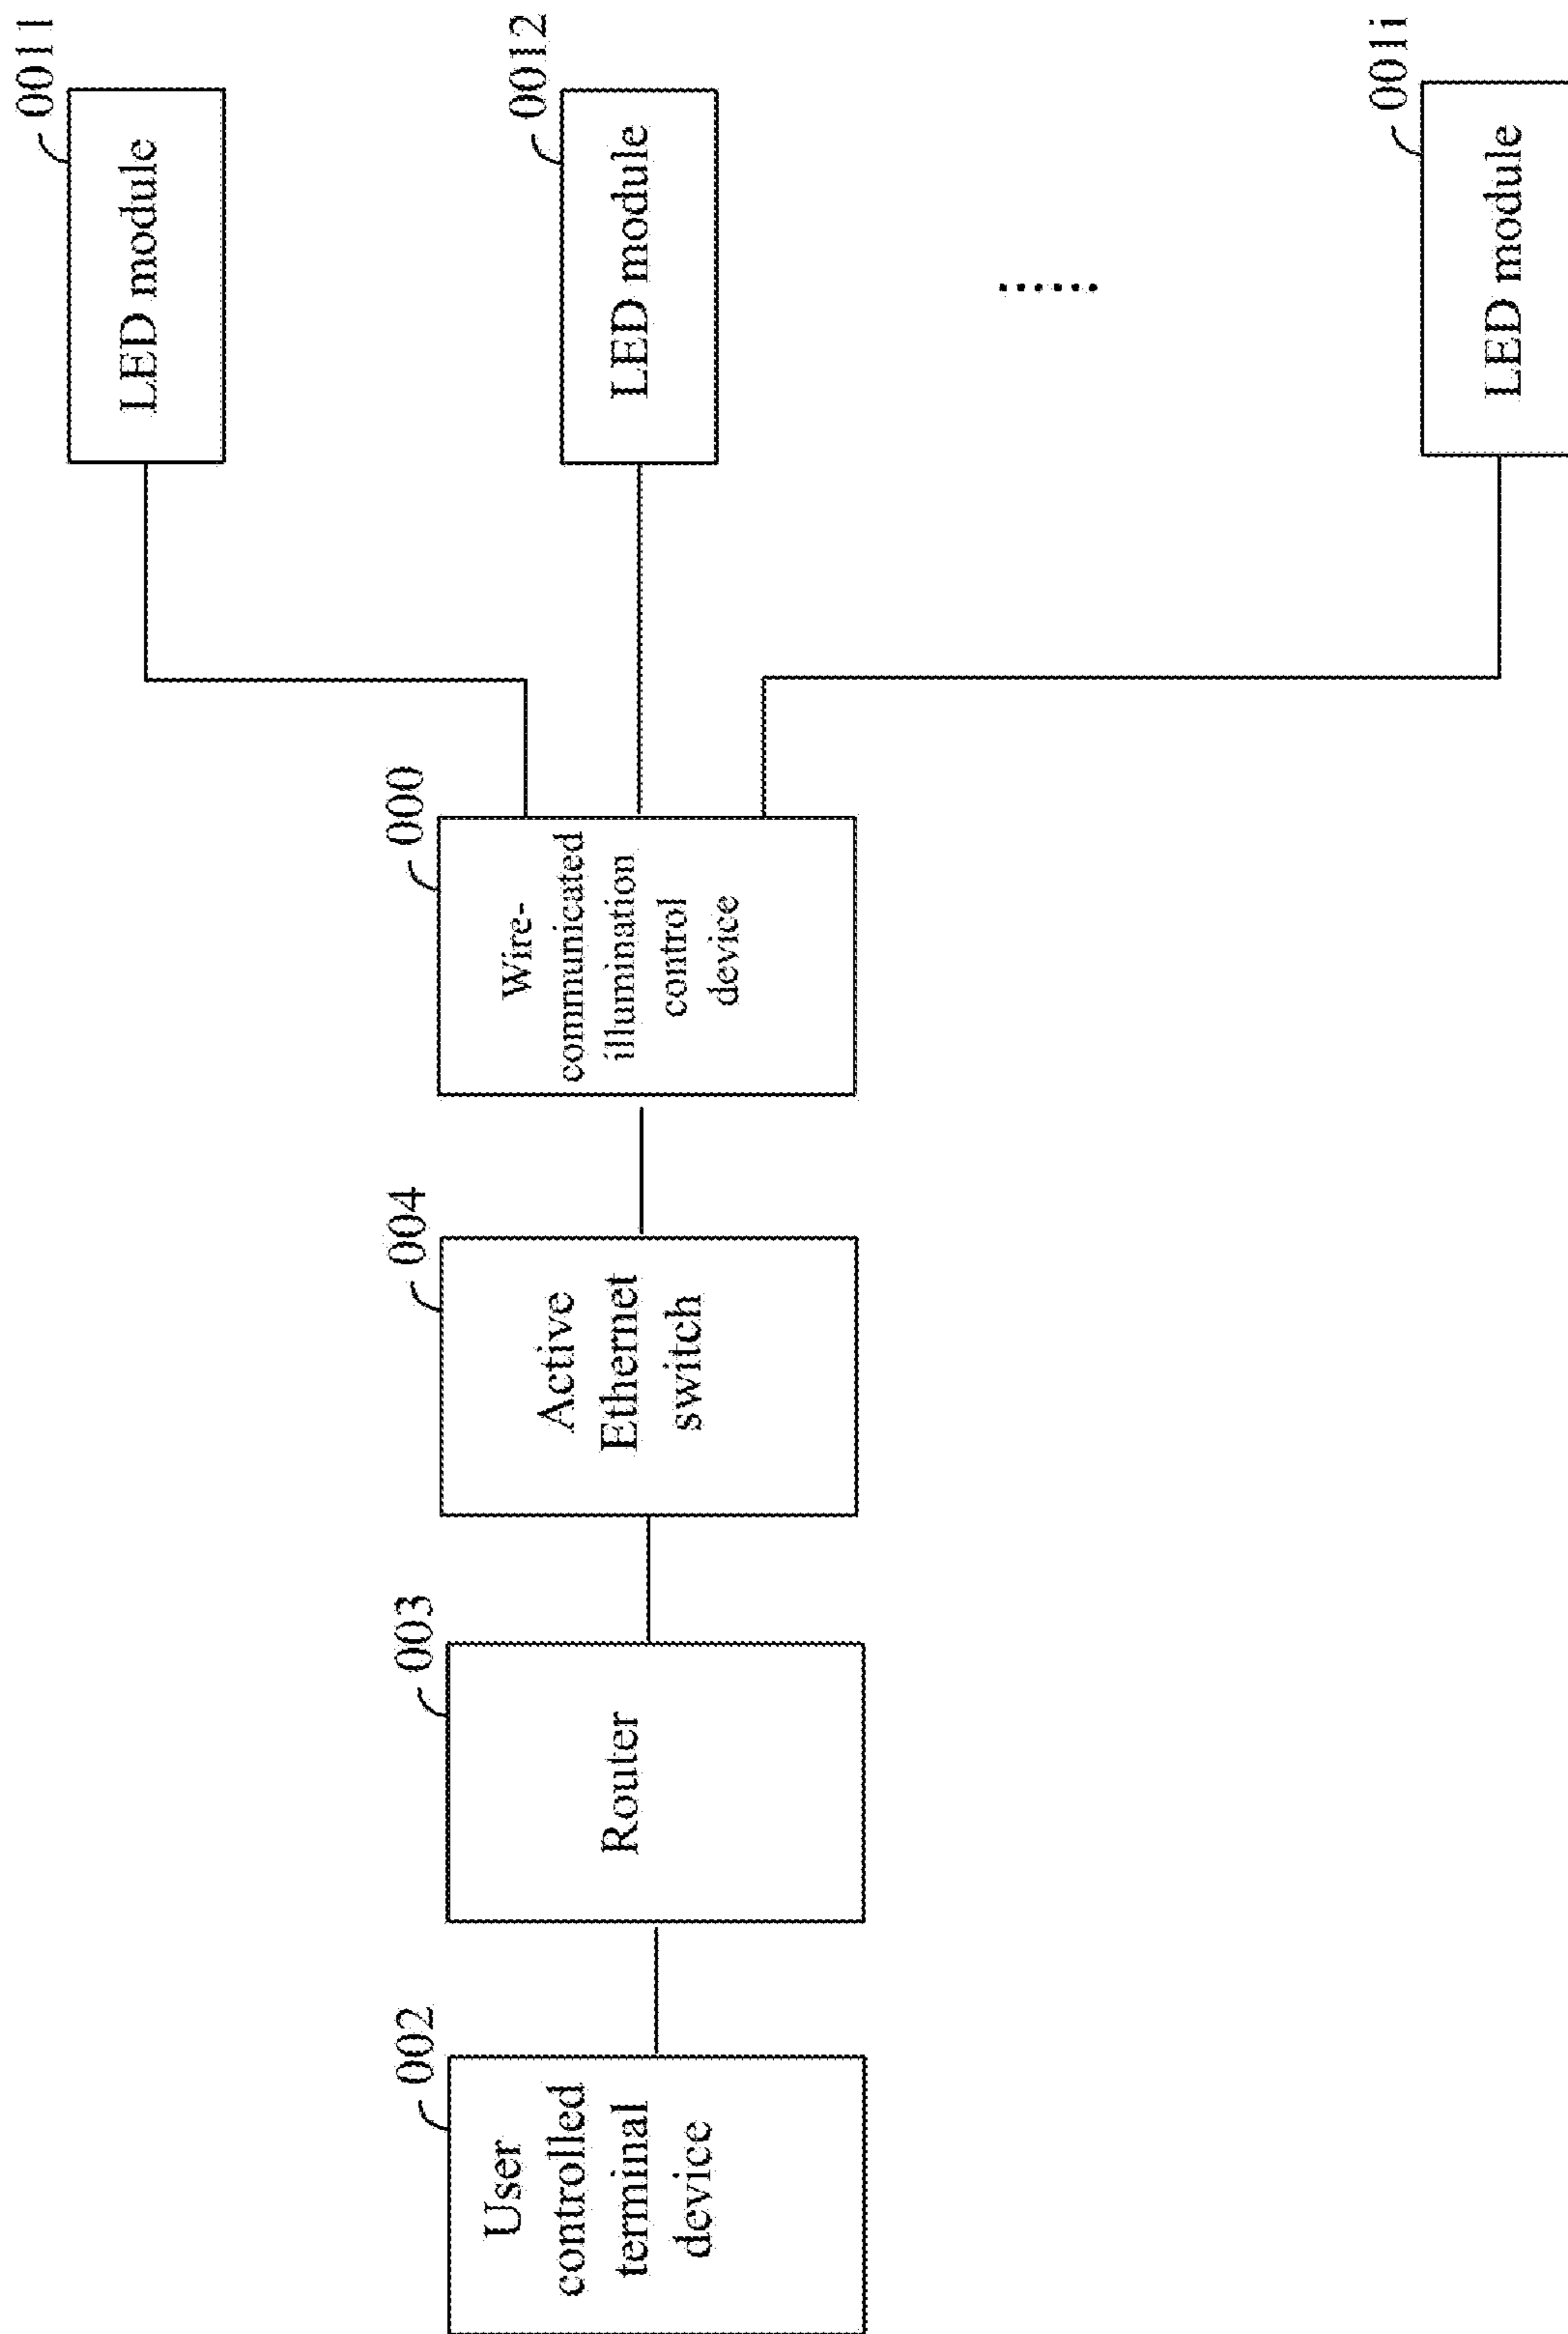 002
User
controlled
terminal
device
003
Router
004
Active
Ethernet
switch
000
Wire-
communicated
illumination
control
device
0011
LED module
0012
LED module
......
001i
LED module